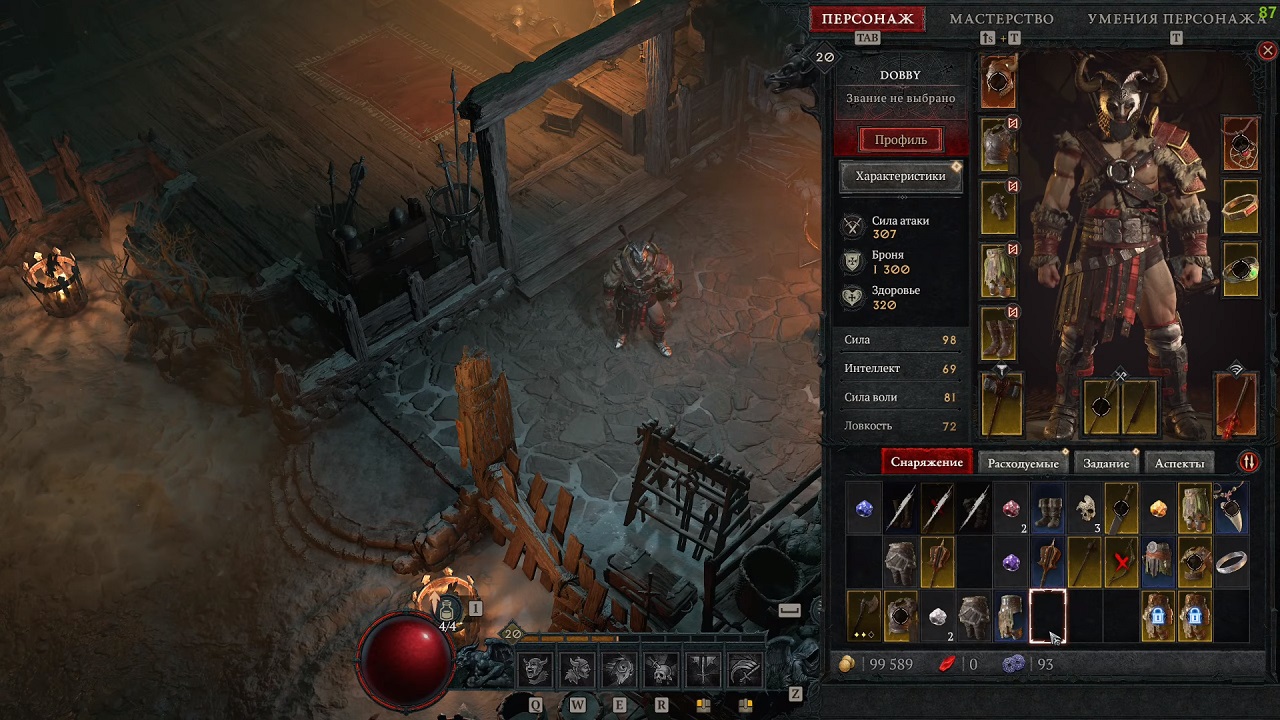 ПЕРСОНАЖ
МАСТЕРСТВО
УМЕНИЯ ПЕРСОНАЖА
87
TAB
+ T
T
20
DOBBY
Звание не выбрано
Профиль
Характеристики
Сила атаки
307
Броня
1 300
Здоровье
320
Сила 98
Интеллект 69
Сила воли 81
Ловкость 72
Снаряжение
Расходуемые
Задание
Аспекты
2
3
2
99 589
0
93
4/4
1
20
Q
W
E
R
Z